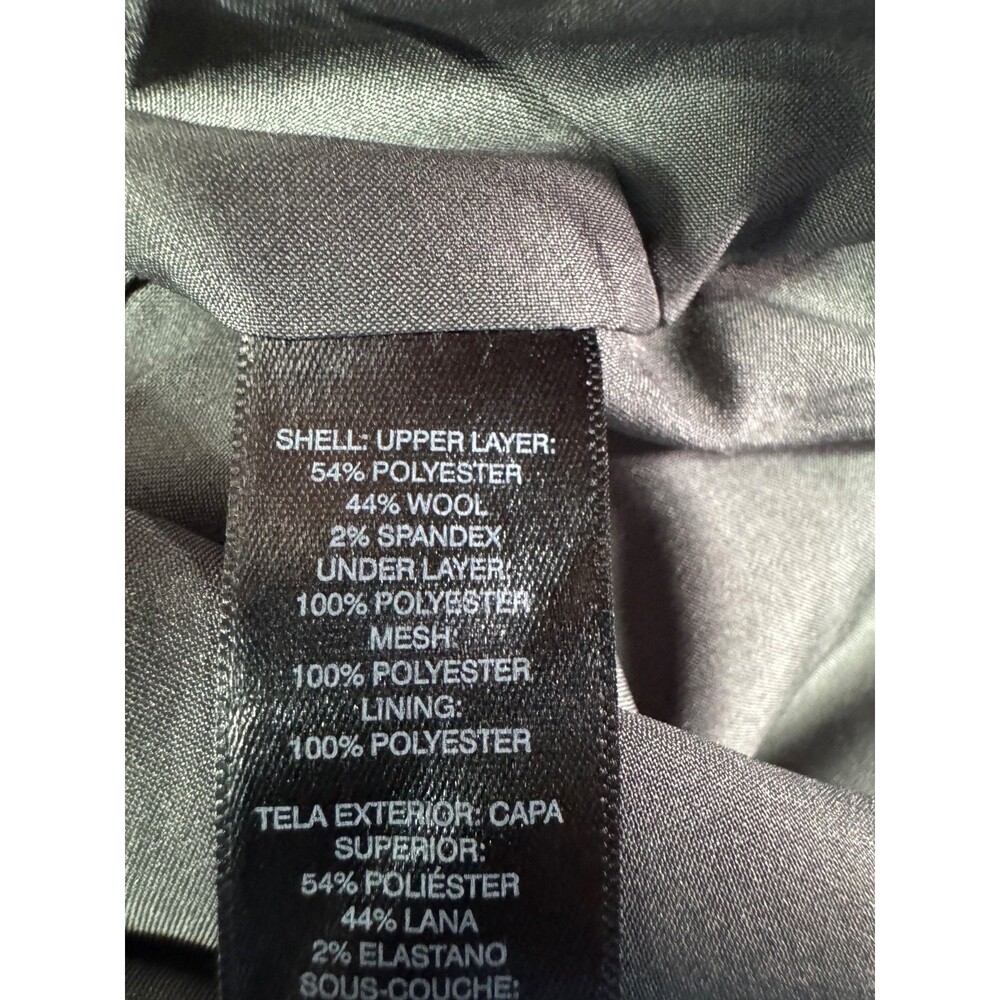 SHELL: UPPER LAYER:
54% POLYESTER
44% WOOL
2% SPANDEX
UNDER LAYER:
100% POLYESTER
MESH:
100% POLYESTER
LINING:
100% POLYESTER
TELA EXTERIOR: CAPA
SUPERIOR:
54% POLIÉSTER
44% LANA
2% ELASTANO
SOUS-COUCHE: